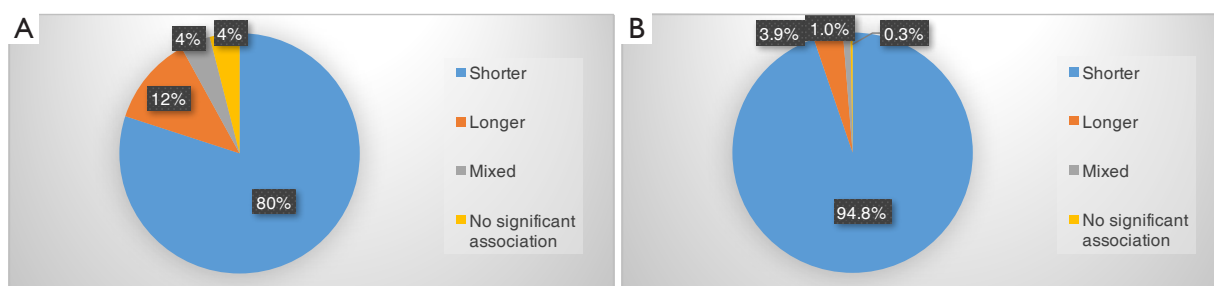 A
4%
4%
12%
80%
Shorter
Longer
Mixed
No significant
association
B
3.9%
1.0%
0.3%
94.8%
Shorter
Longer
Mixed
No significant
association